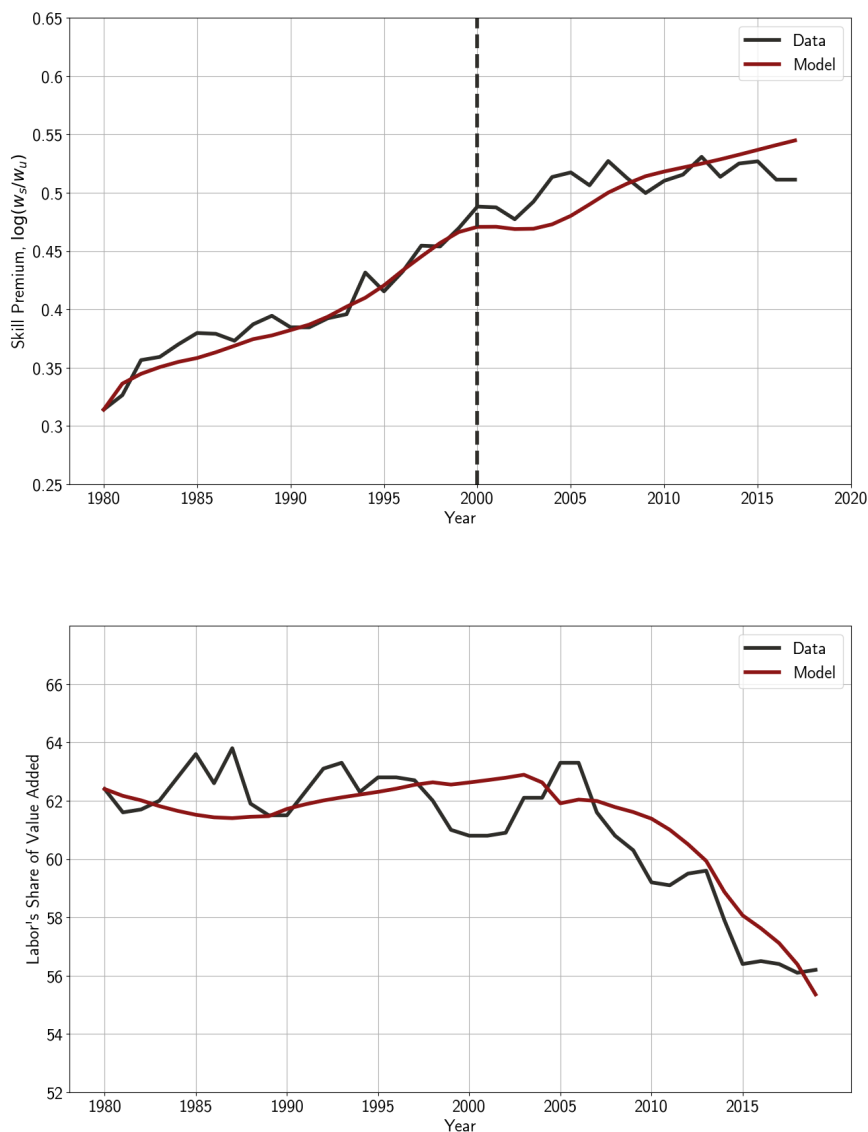 0.65
0.6
0.55
0.5
0.45
0.4
0.35
0.3
0.25
Skill Premium, log(w_s/w_u)
Data
Model
1980 1985 1990 1995 2000 2005 2010 2015 2020
Year
66
64
62
60
58
56
54
52
Labor's Share of Value Added
Data
Model
1980 1985 1990 1995 2000 2005 2010 2015
Year